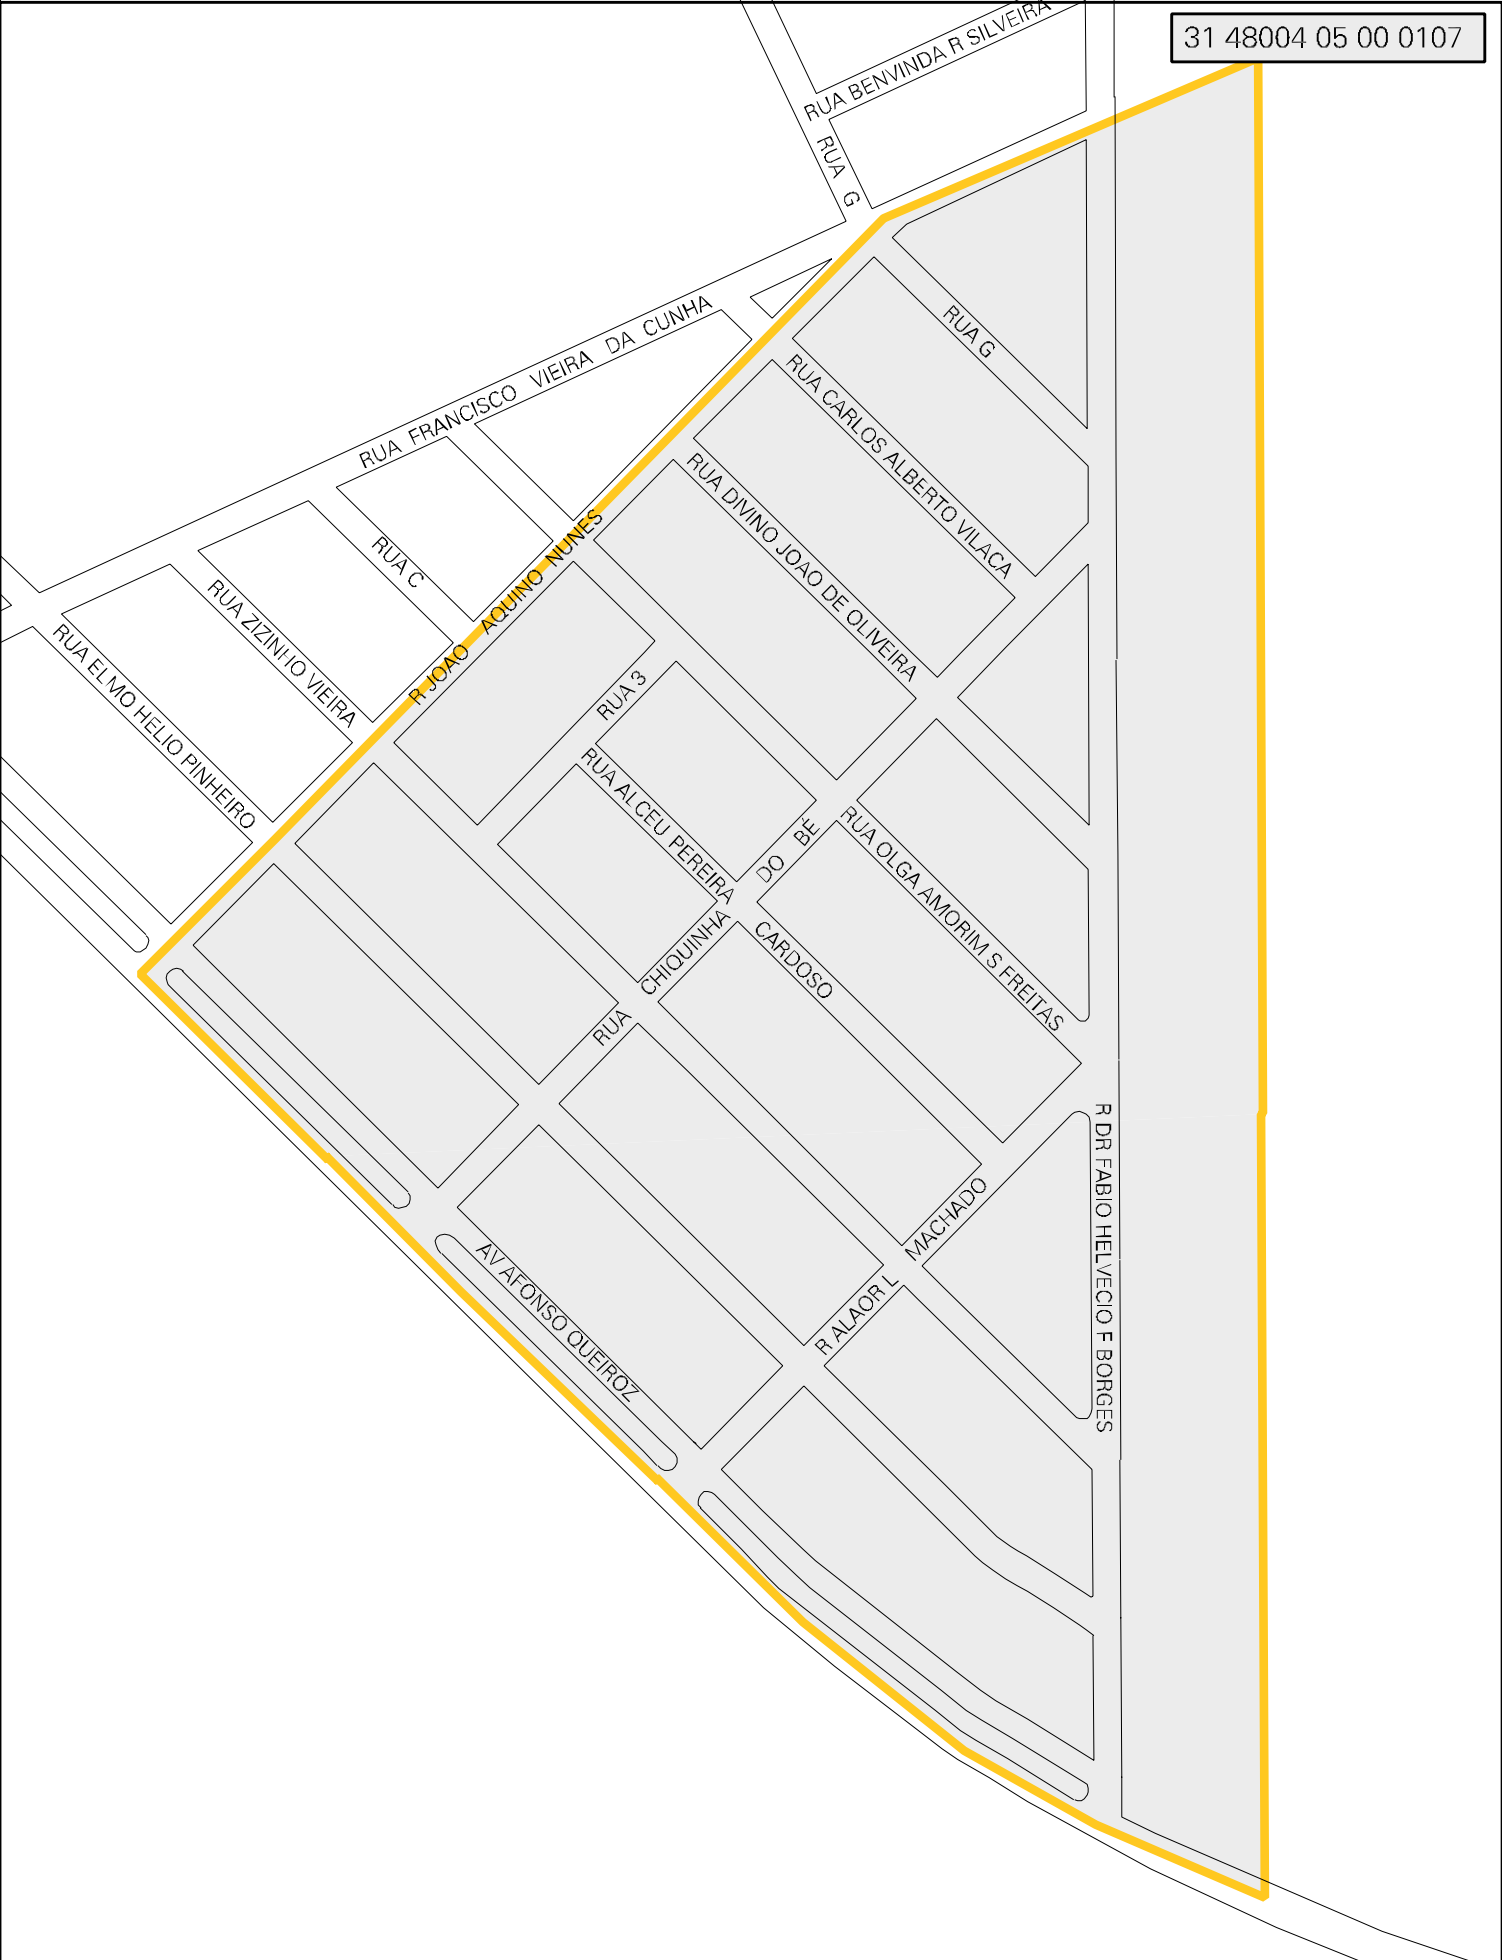 31 48004 05 00 0107
RUA BENVINDA R SILVEIRA
RUA G
RUA FRANCISCO VIEIRA DA CUNHA
RUA G
RUA CARLOS ALBERTO VILACA
RUA DIVINO JOAO DE OLIVEIRA
R JOAO AQUINO NUNES
RUA C
RUA ZIZINHO VIEIRA
RUA ELMO HELIO PINHEIRO
RUA 3
RUA ALCEU PEREIRA
CARDOSO
RUA CHIQUINHA DO BE
RUA OLGA AMORIM S FREITAS
R DR FABIO HELVECIO F BORGES
R ALAOR L MACHADO
AV AFONSO QUEIROZ